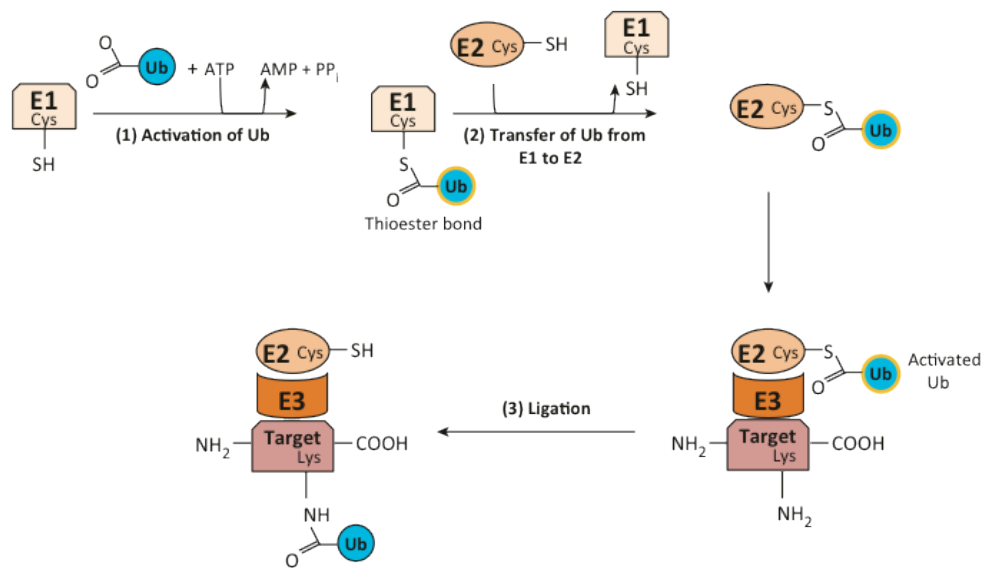 O
O
Ub
+ ATP
AMP + PPi
E1
Cys
SH
(1) Activation of Ub
E1
Cys
S
O
Ub
Thioester bond
E2 Cys
SH
E1
Cys
SH
(2) Transfer of Ub from
E1 to E2
E2 Cys
S
O
Ub
E2 Cys
S
O
Ub
Activated
Ub
E3
NH2
Target
Lys
COOH
NH2
(3) Ligation
E2 Cys
SH
E3
NH2
Target
Lys
COOH
NH
O
Ub